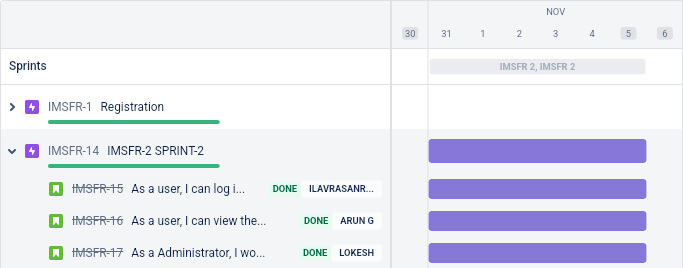 NOV
30 31 1 2 3 4 5 6
Sprints IMSFR 2, IMSFR 2
IMSFR-1 Registration
IMSFR-14 IMSFR-2 SPRINT-2
IMSFR-15 As a user, I can log i... DONE ILAVRASANR...
IMSFR-16 As a user, I can view the... DONE ARUN G
IMSFR-17 As a Administrator, I wo... DONE LOKESH